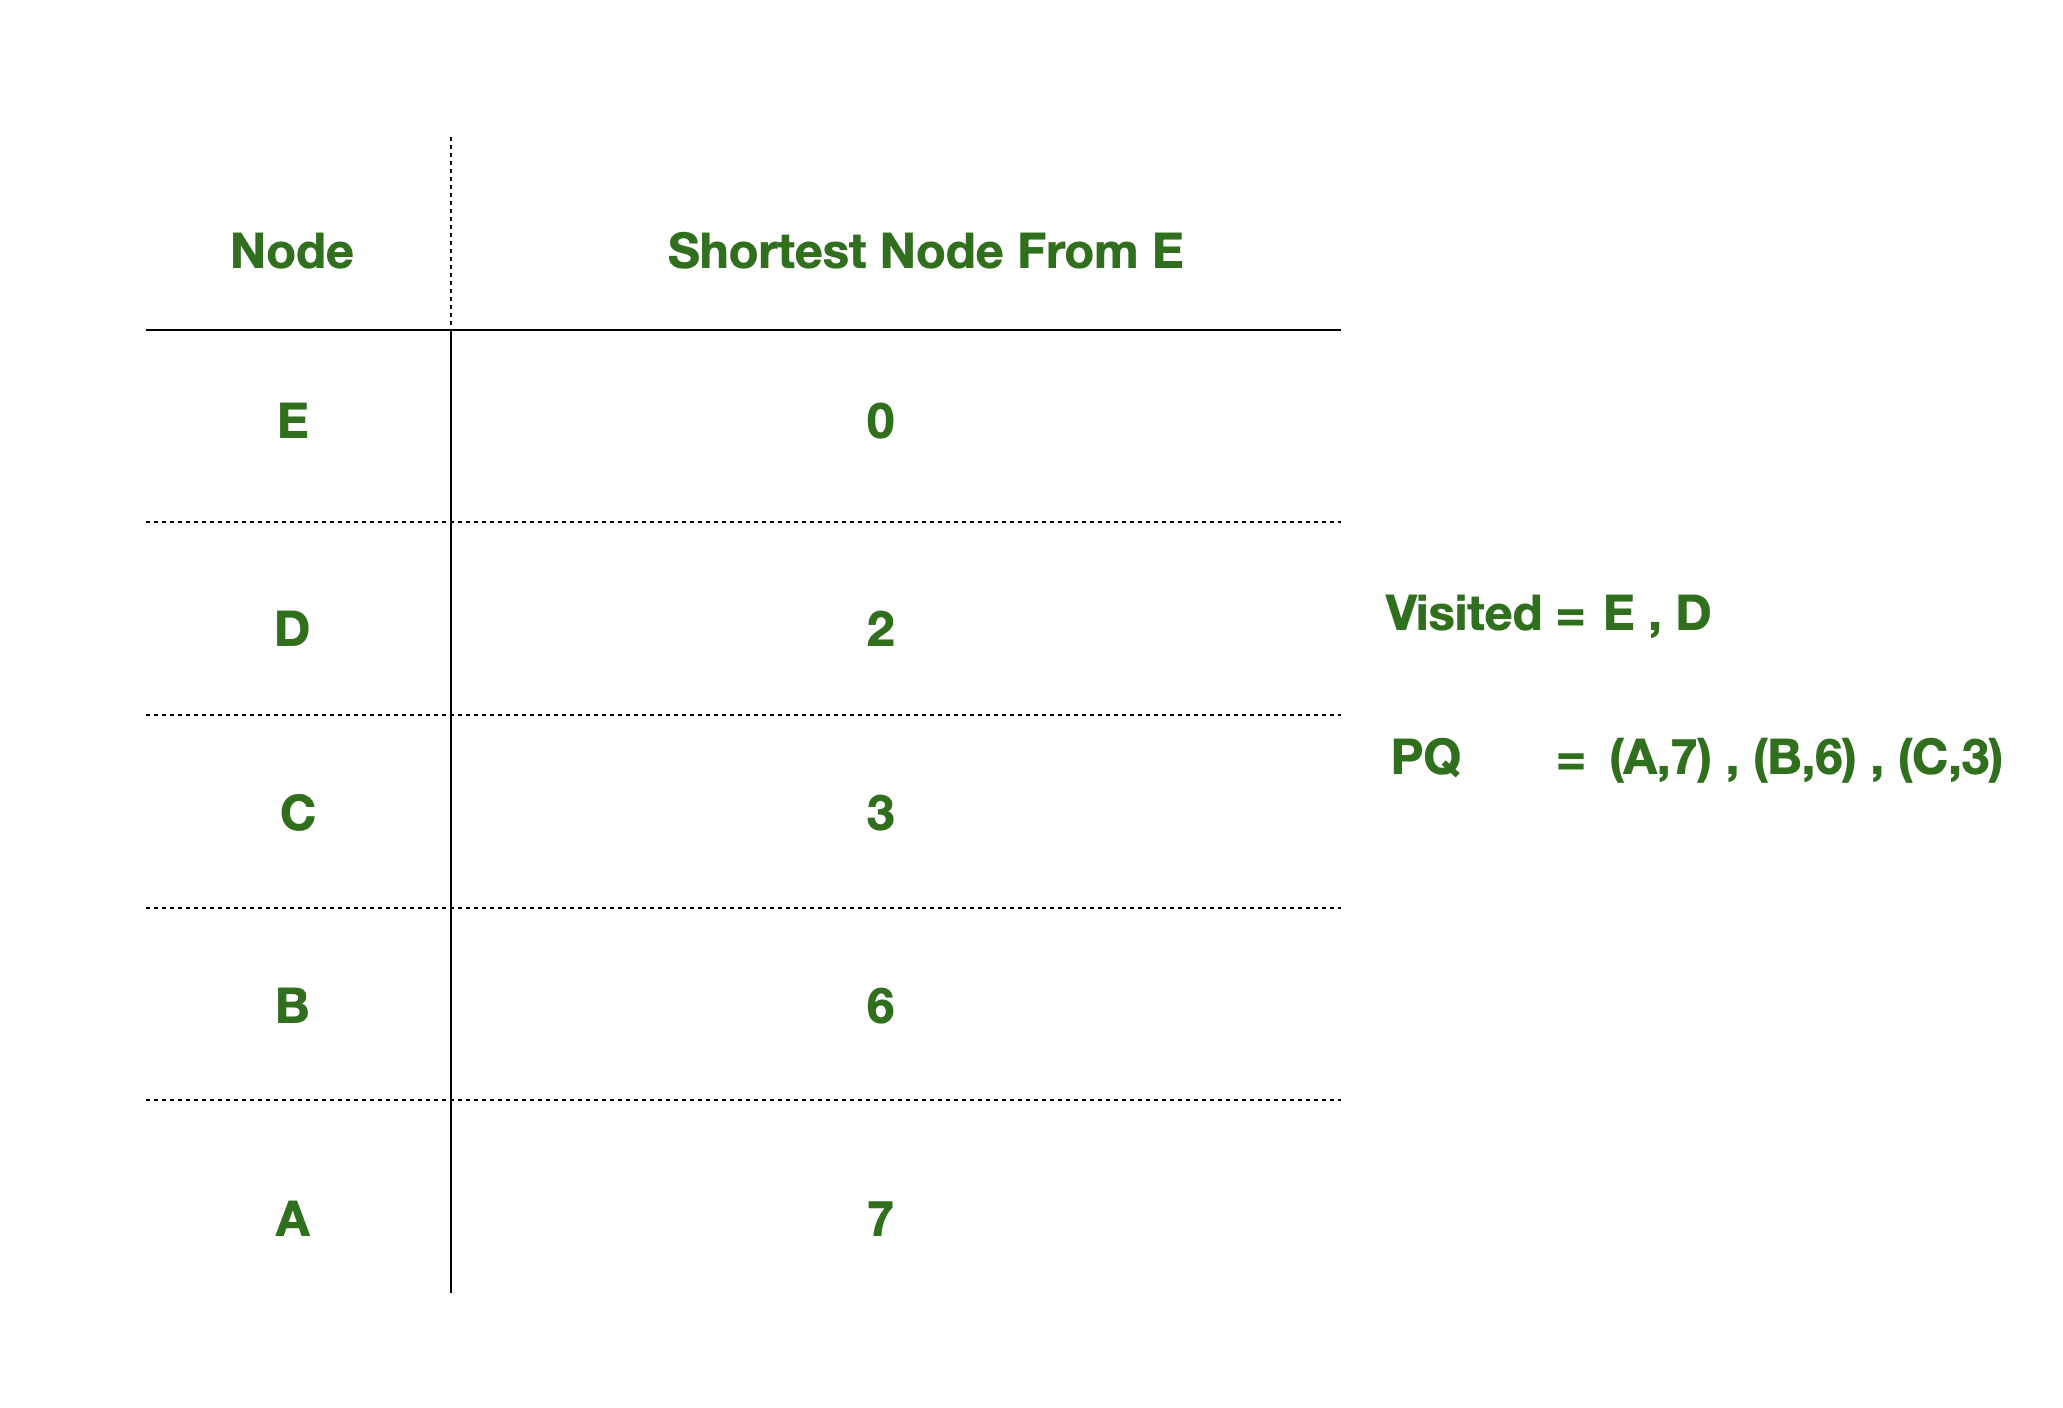 Node Shortest Node From E
E 0
D 2
Visited = E , D
PQ = (A,7) , (B,6) , (C,3)
C 3
B 6
A 7